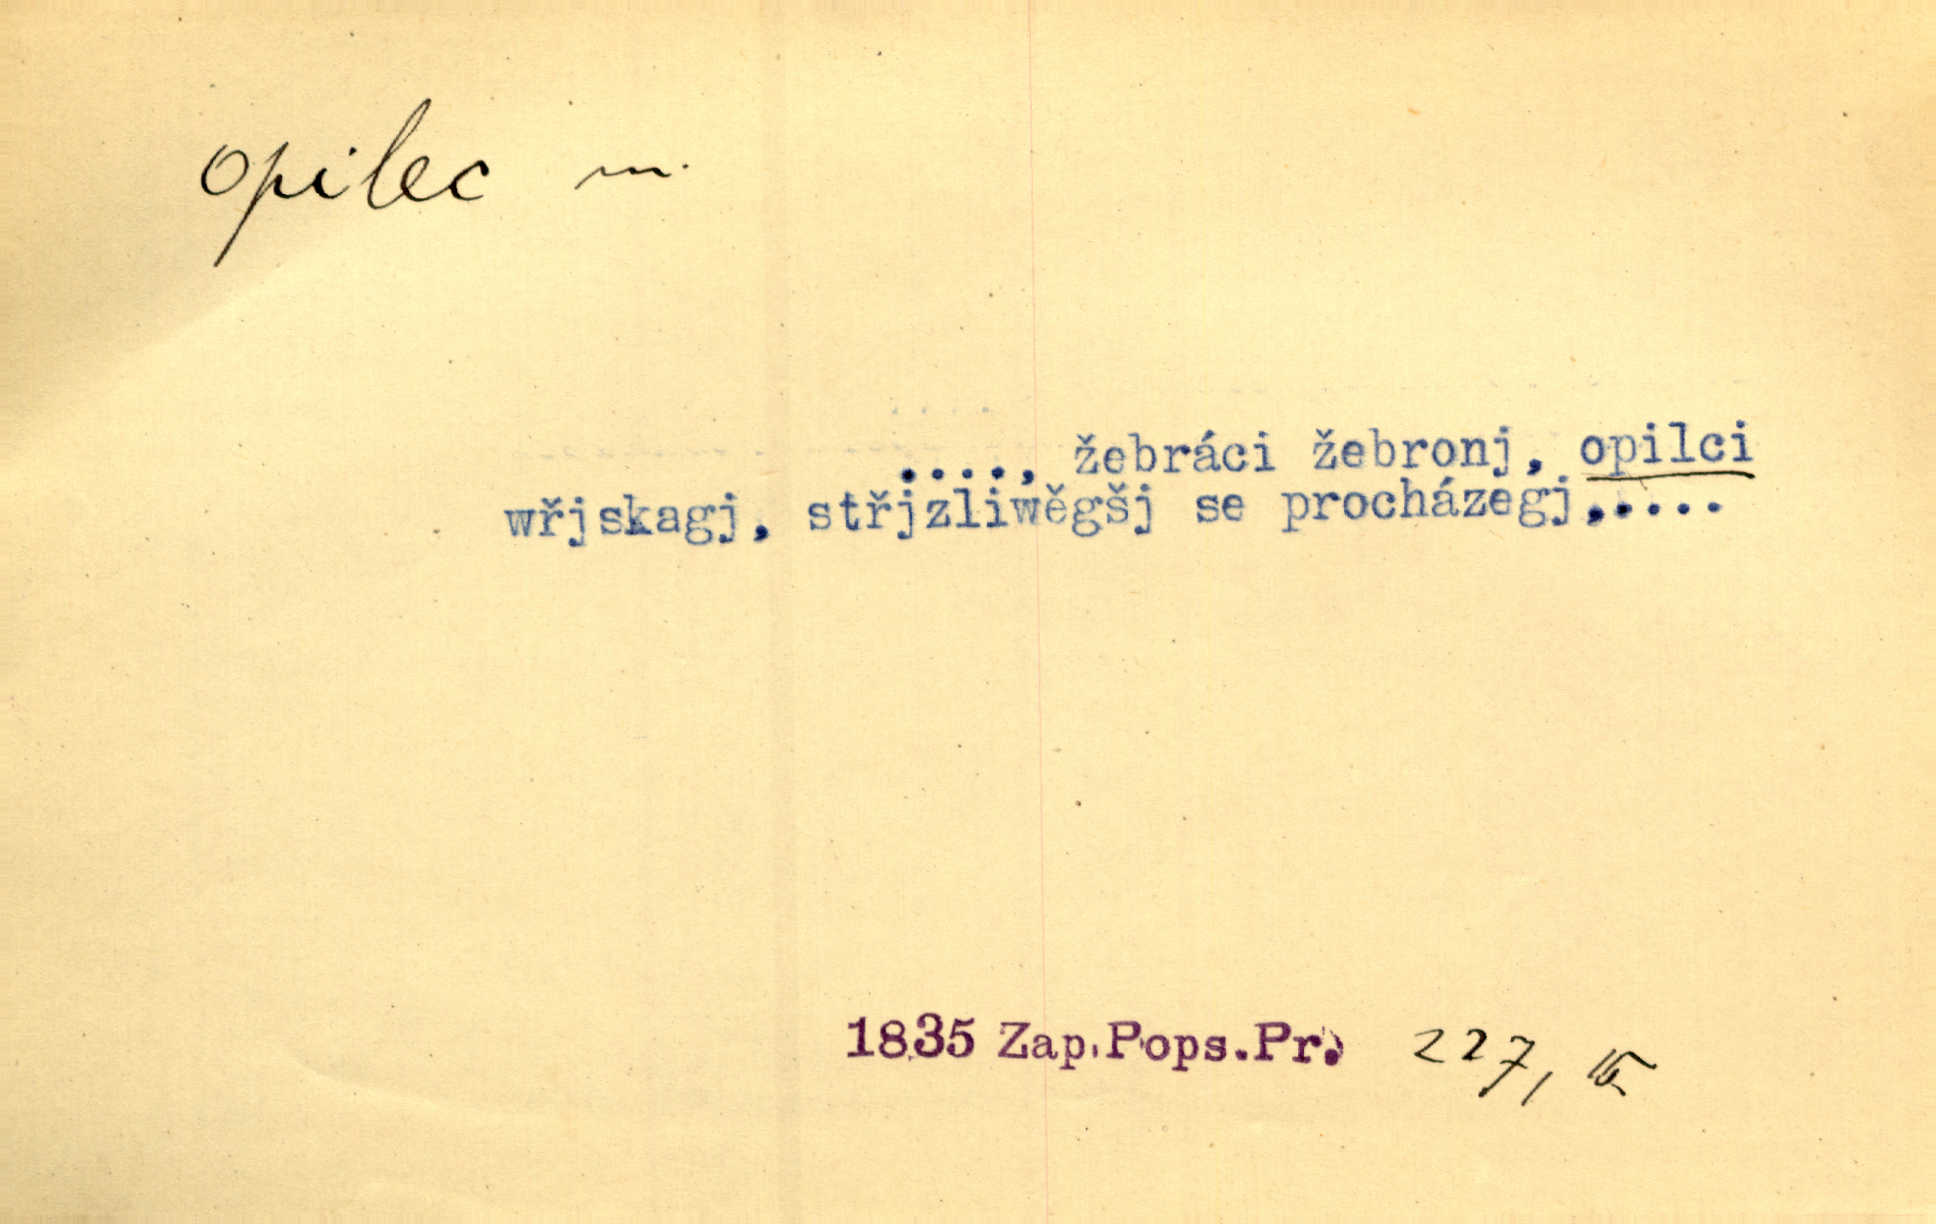 opilec m.
...., žebráci žebronj, opilci
wřjskagj, střjzliwěgšj se procházegj,....
1835 Zap.Pops.Pr. 227, 15